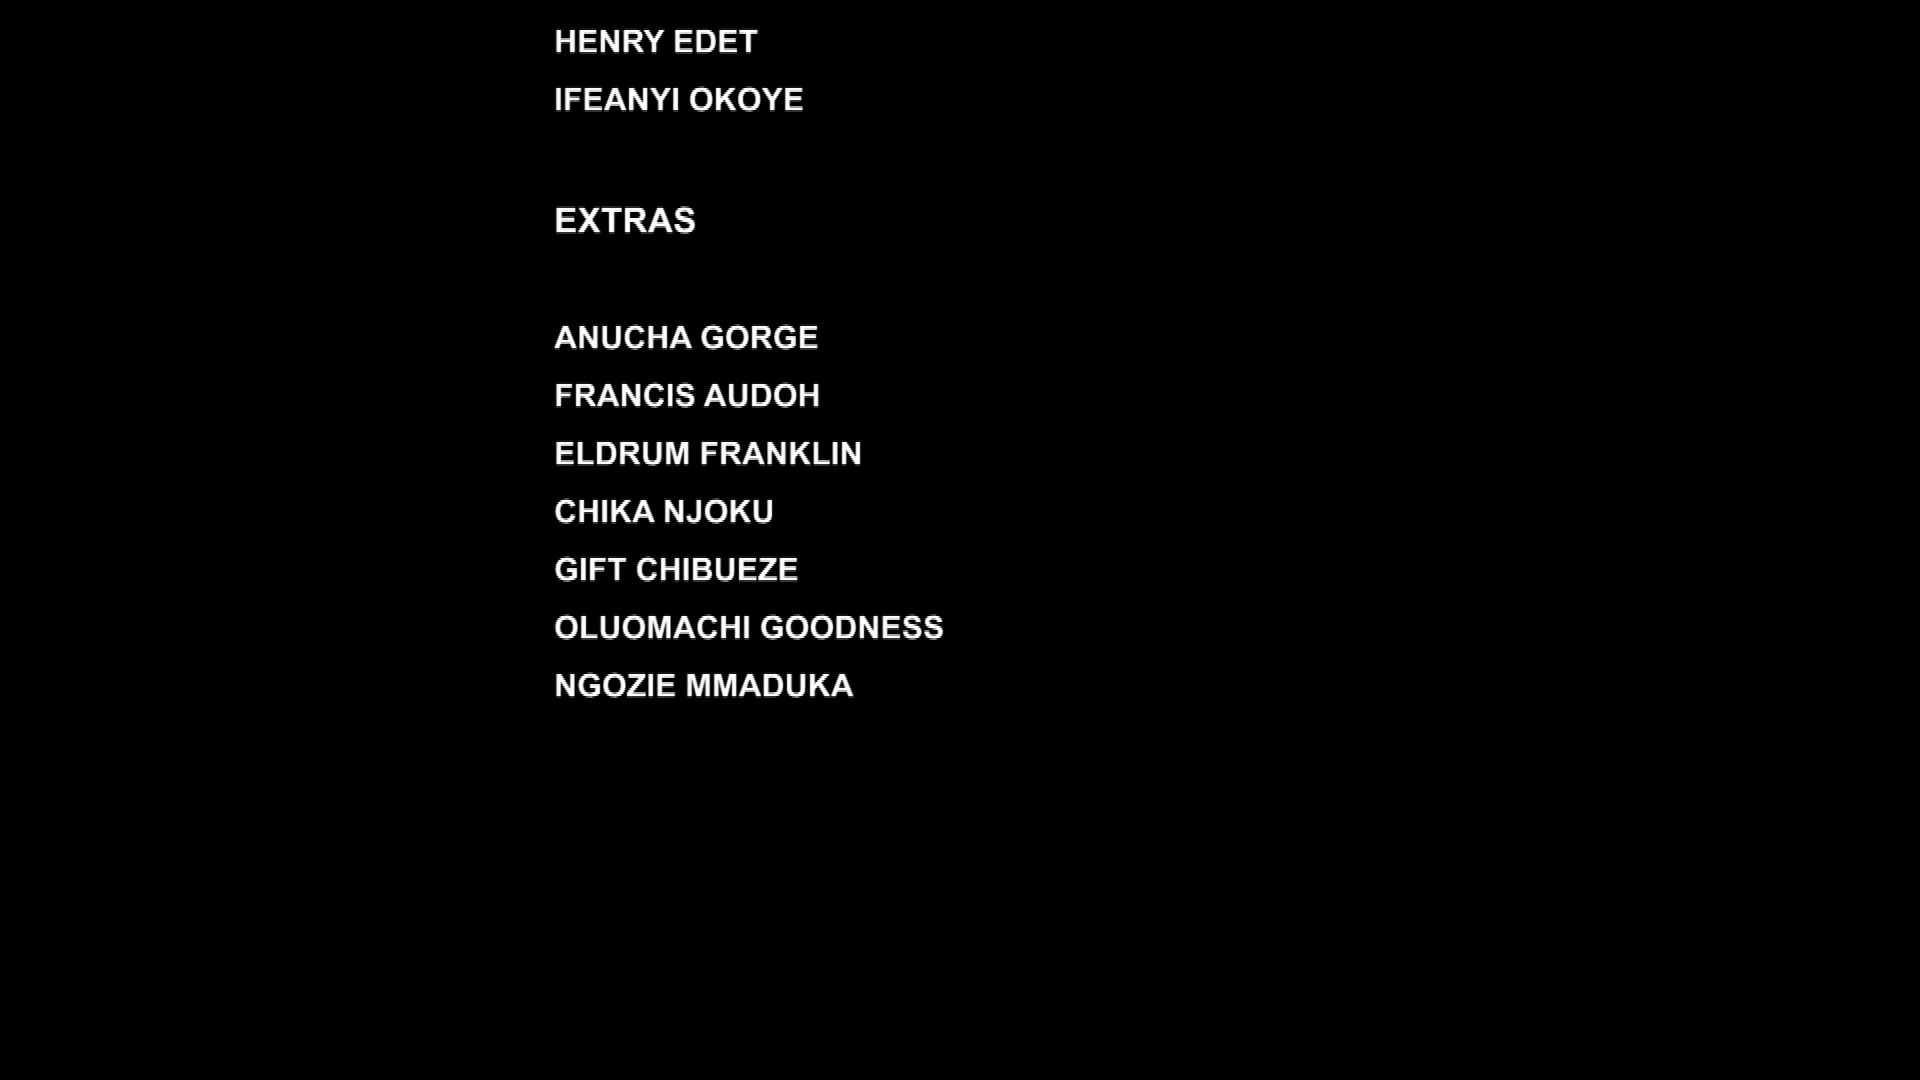 HENRY EDET
IFEANYI OKOYE
EXTRAS
ANUCHA GORGE
FRANCIS AUDOH
ELDRUM FRANKLIN
CHIKA NJOKU
GIFT CHIBUEZE
OLUOMACHI GOODNESS
NGOZIE MMADUKA